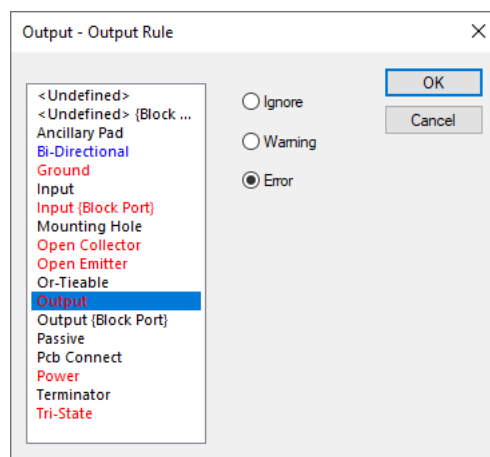 Output - Output Rule
<Undefined>
<Undefined> {Block ...
Ancillary Pad
Bi-Directional
Ground
Input
Input {Block Port}
Mounting Hole
Open Collector
Open Emitter
Or-Tieable
Output
Output {Block Port}
Passive
Pcb Connect
Power
Terminator
Tri-State
Ignore
Warning
Error
OK
Cancel